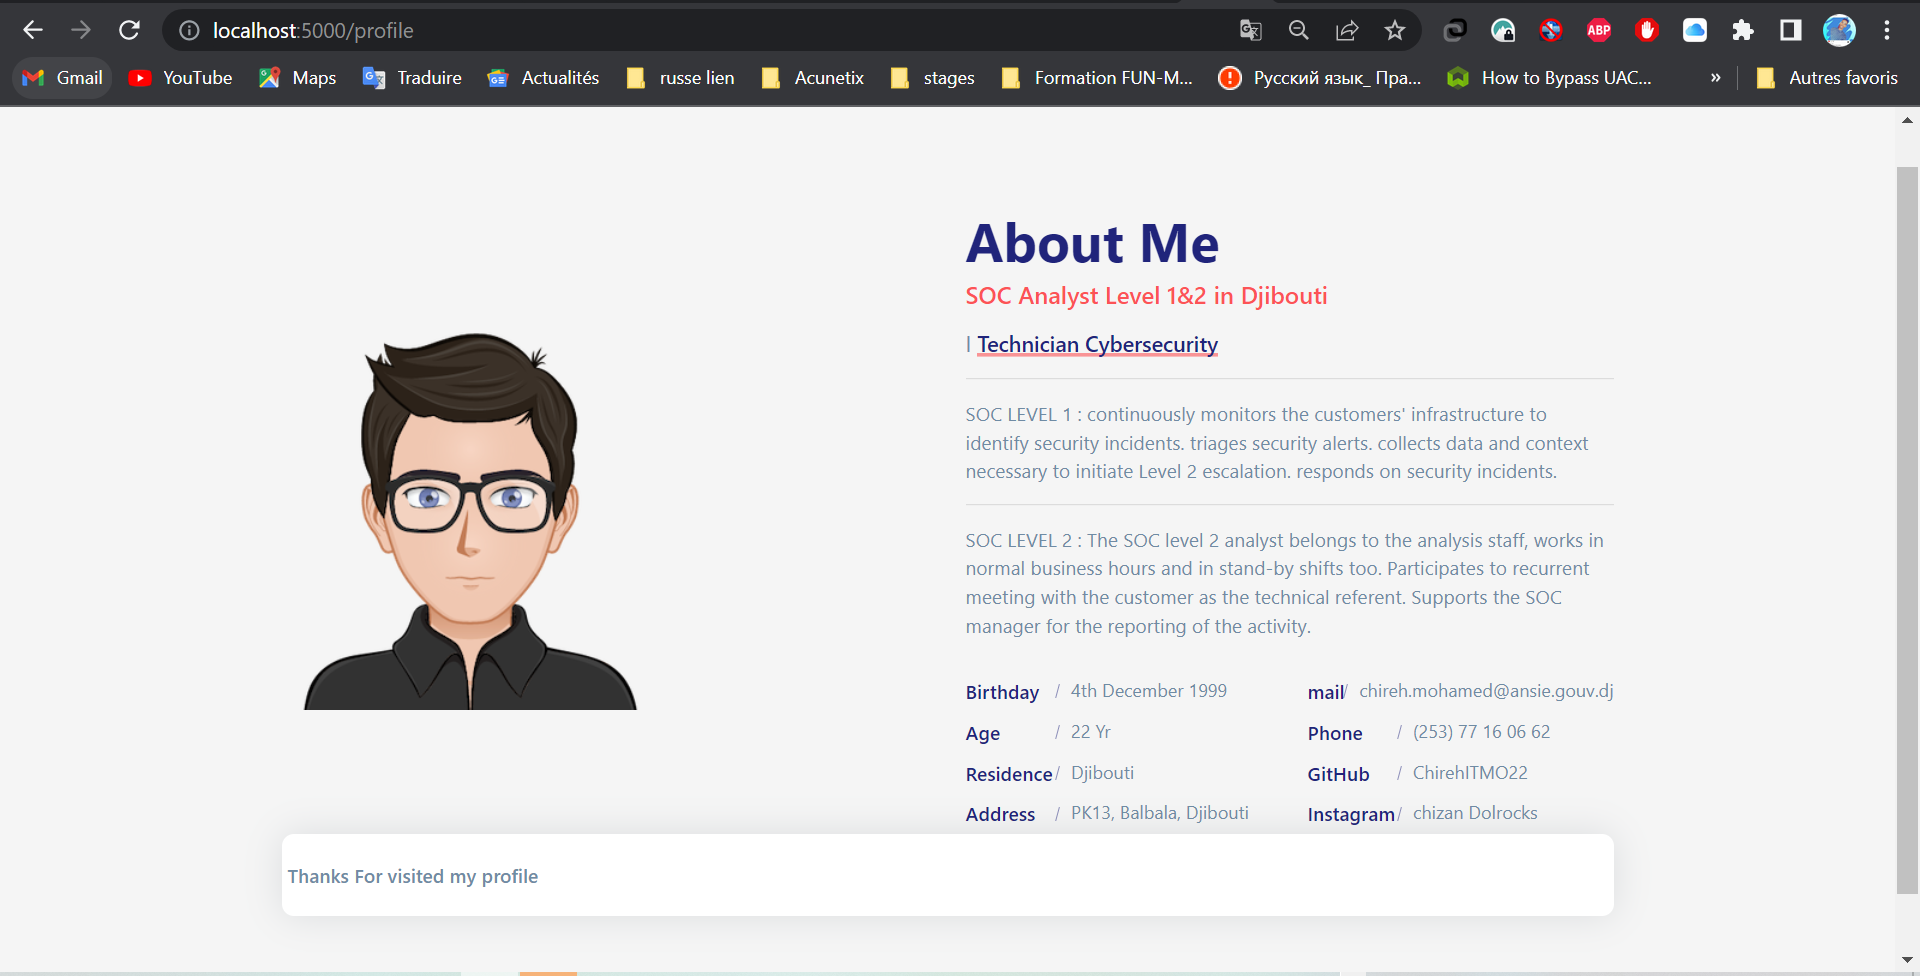 localhost:5000/profile
ABP
Gmail YouTube Maps Traduire Actualités russe lien Acunetix stages Formation FUN-M... Русский язык_ Пра... How to Bypass UAC... » Autres favoris
About Me
SOC Analyst Level 1&2 in Djibouti
| Technician Cybersecurity
SOC LEVEL 1 : continuously monitors the customers' infrastructure to
identify security incidents. triages security alerts. collects data and context
necessary to initiate Level 2 escalation. responds on security incidents.
SOC LEVEL 2 : The SOC level 2 analyst belongs to the analysis staff, works in
normal business hours and in stand-by shifts too. Participates to recurrent
meeting with the customer as the technical referent. Supports the SOC
manager for the reporting of the activity.
Birthday / 4th December 1999 mail/ chireh.mohamed@ansie.gouv.dj
Age / 22 Yr Phone / (253) 77 16 06 62
Residence/ Djibouti GitHub / ChirehITMO22
Address / PK13, Balbala, Djibouti Instagram/ chizan Dolrocks
Thanks For visited my profile